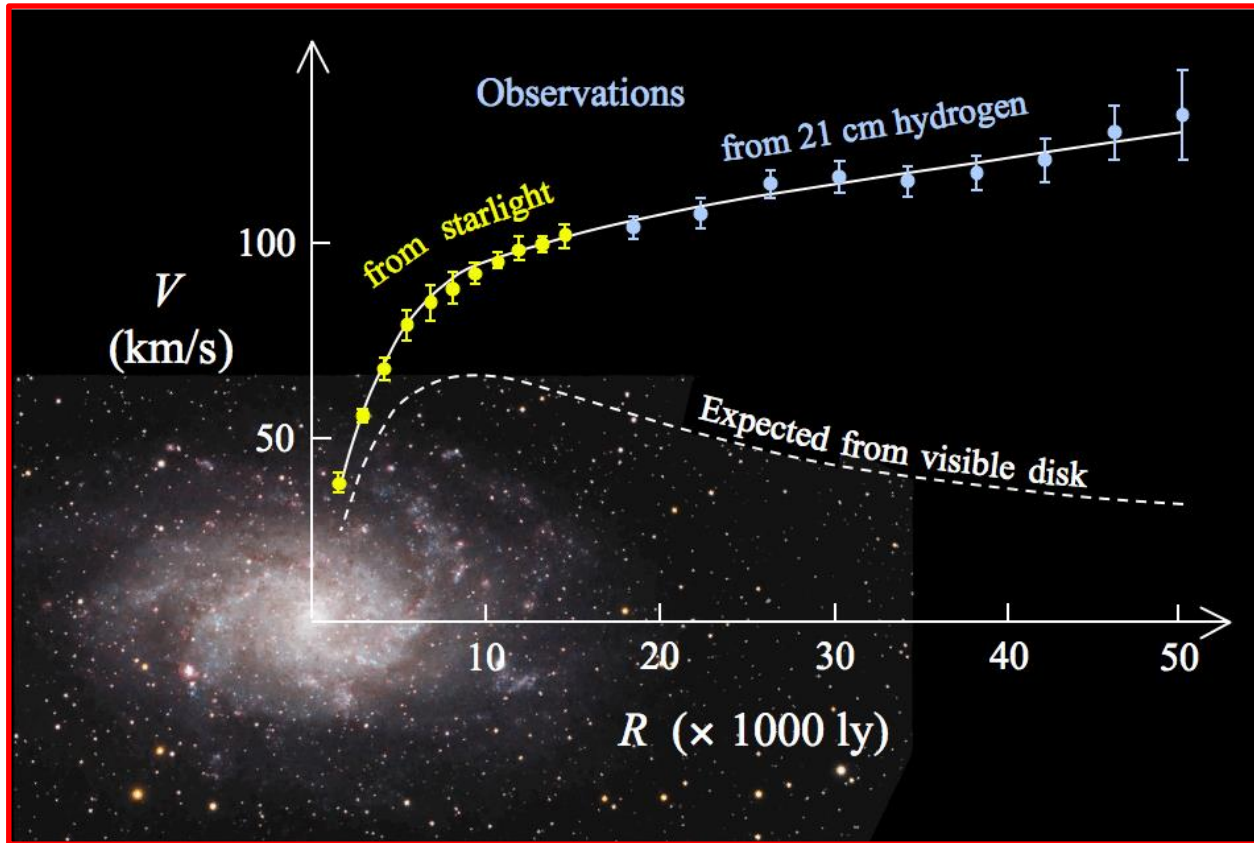 Observations
from 21 cm hydrogen
from starlight
100
V
(km/s)
50
Expected from visible disk
10
20
30
40
50
R (× 1000 ly)